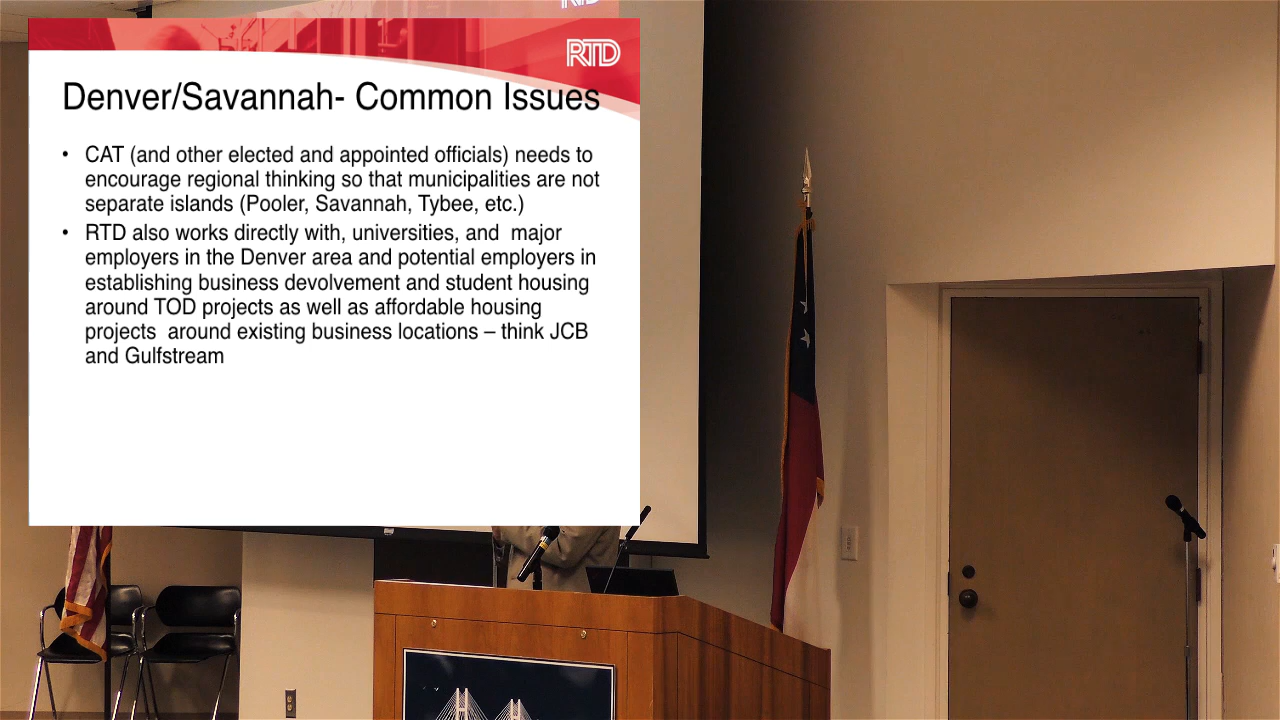 RTD
Denver/Savannah- Common Issues
• CAT (and other elected and appointed officials) needs to
encourage regional thinking so that municipalities are not
separate islands (Pooler, Savannah, Tybee, etc.)
• RTD also works directly with, universities, and  major
employers in the Denver area and potential employers in
establishing business devolvement and student housing
around TOD projects as well as affordable housing
projects  around existing business locations – think JCB
and Gulfstream